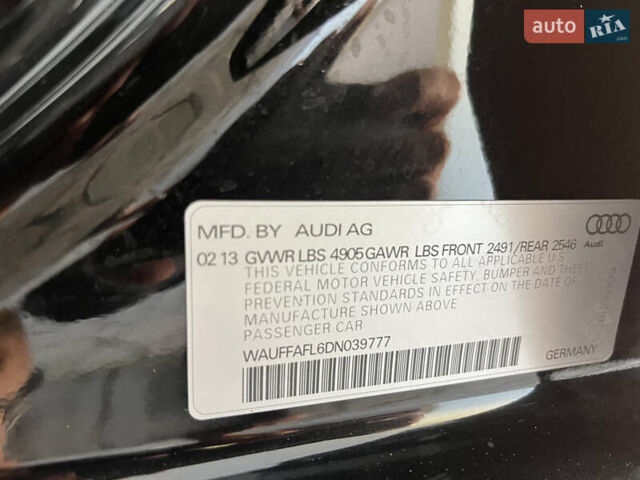 auto RIA.com
MFD. BY AUDI AG
02 13 GVWR LBS 4905 GAWR LBS FRONT 2491/REAR 2546
Audi
THIS VEHICLE CONFORMS TO ALL APPLICABLE U.S
FEDERAL MOTOR VEHICLE SAFETY, BUMPER AND THEFT
PREVENTION STANDARDS IN EFFECT ON THE DATE OF
MANUFACTURE SHOWN ABOVE
PASSENGER CAR
WAUFFAFL6DN039777
GERMANY